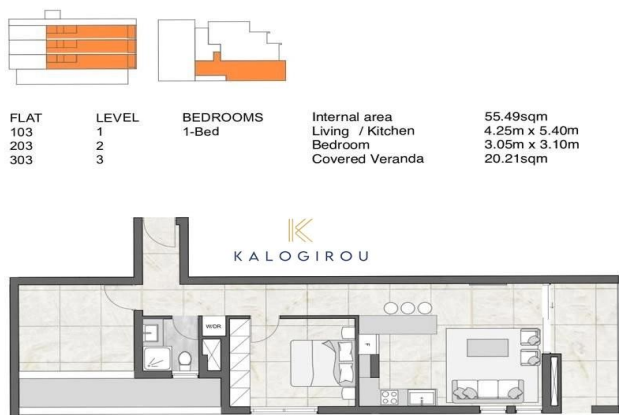 FLAT LEVEL BEDROOMS Internal area 55.49sqm
103 1 1-Bed Living / Kitchen 4.25m x 5.40m
203 2 Bedroom 3.05m x 3.10m
303 3 Covered Veranda 20.21sqm
KALOGIROU
W/DR